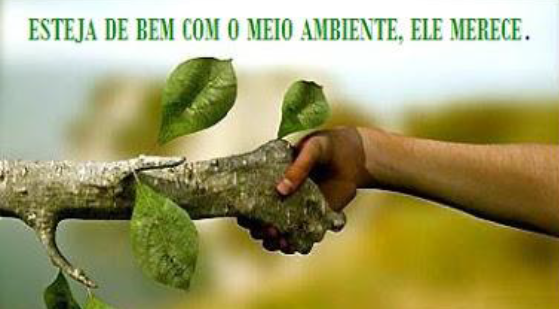 ESTEJA DE BEM COM O MEIO AMBIENTE, ELE MERECE.